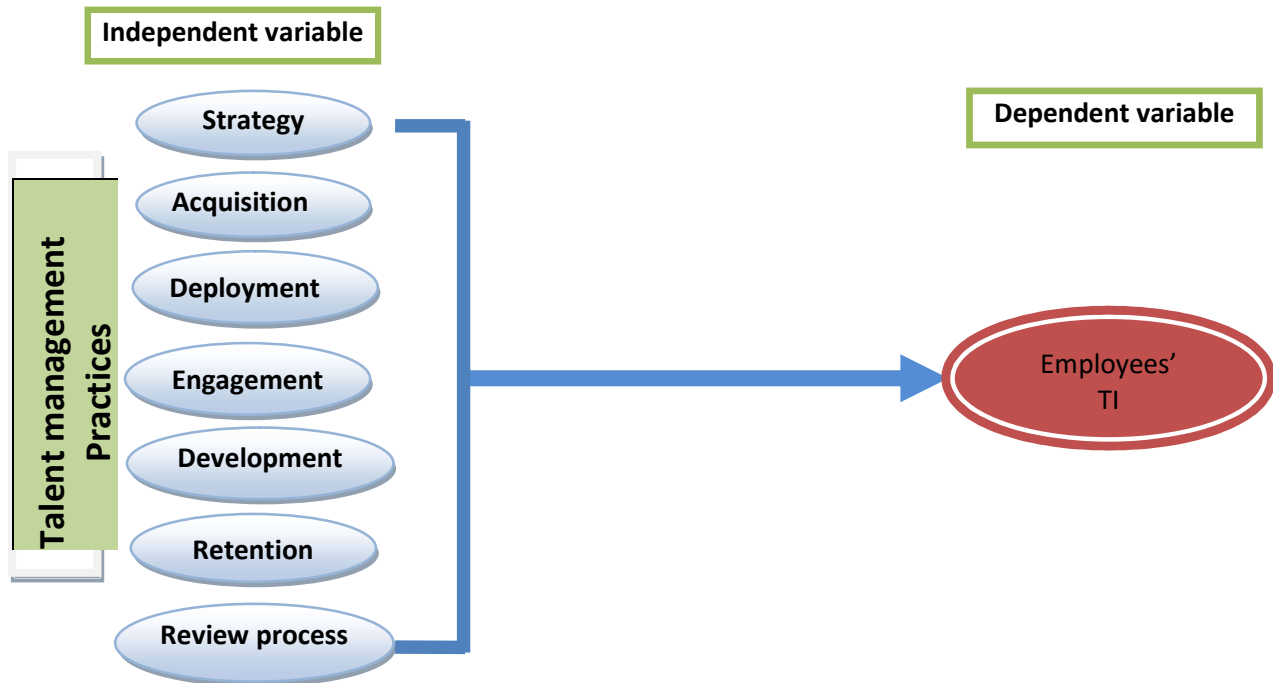 Independent variable
Dependent variable
Talent management
Practices
Strategy
Acquisition
Deployment
Engagement
Development
Retention
Review process
Employees’
TI